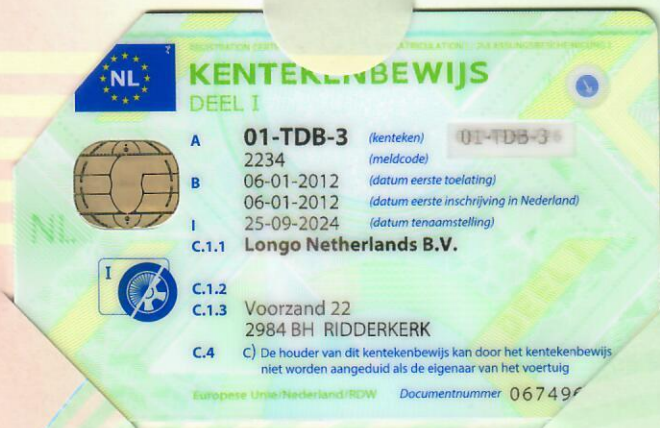 NL
KENTEKENBEWIJS
DEEL I
A 01-TDB-3 (kenteken) 01-TDB-3
2234 (meldcode)
B 06-01-2012 (datum eerste toelating)
06-01-2012 (datum eerste inschrijving in Nederland)
I 25-09-2024 (datum tenaamstelling)
C.1.1 Longo Netherlands B.V.
NL
I
C.1.2
C.1.3 Voorzand 22
2984 BH RIDDERKERK
C.4 C) De houder van dit kentekenbewijs kan door het kentekenbewijs
niet worden aangeduid als de eigenaar van het voertuig
Europese Unie/Nederland/RDW Documentnummer 06749